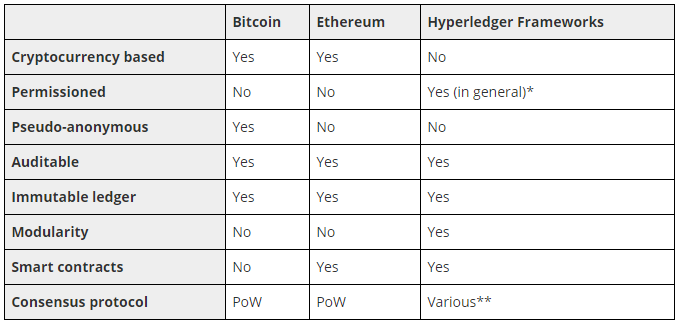 Bitcoin Ethereum Hyperledger Frameworks
Cryptocurrency based Yes Yes No
Permissioned No No Yes (in general)*
Pseudo-anonymous Yes No No
Auditable Yes Yes Yes
Immutable ledger Yes Yes Yes
Modularity No No Yes
Smart contracts No Yes Yes
Consensus protocol PoW PoW Various**